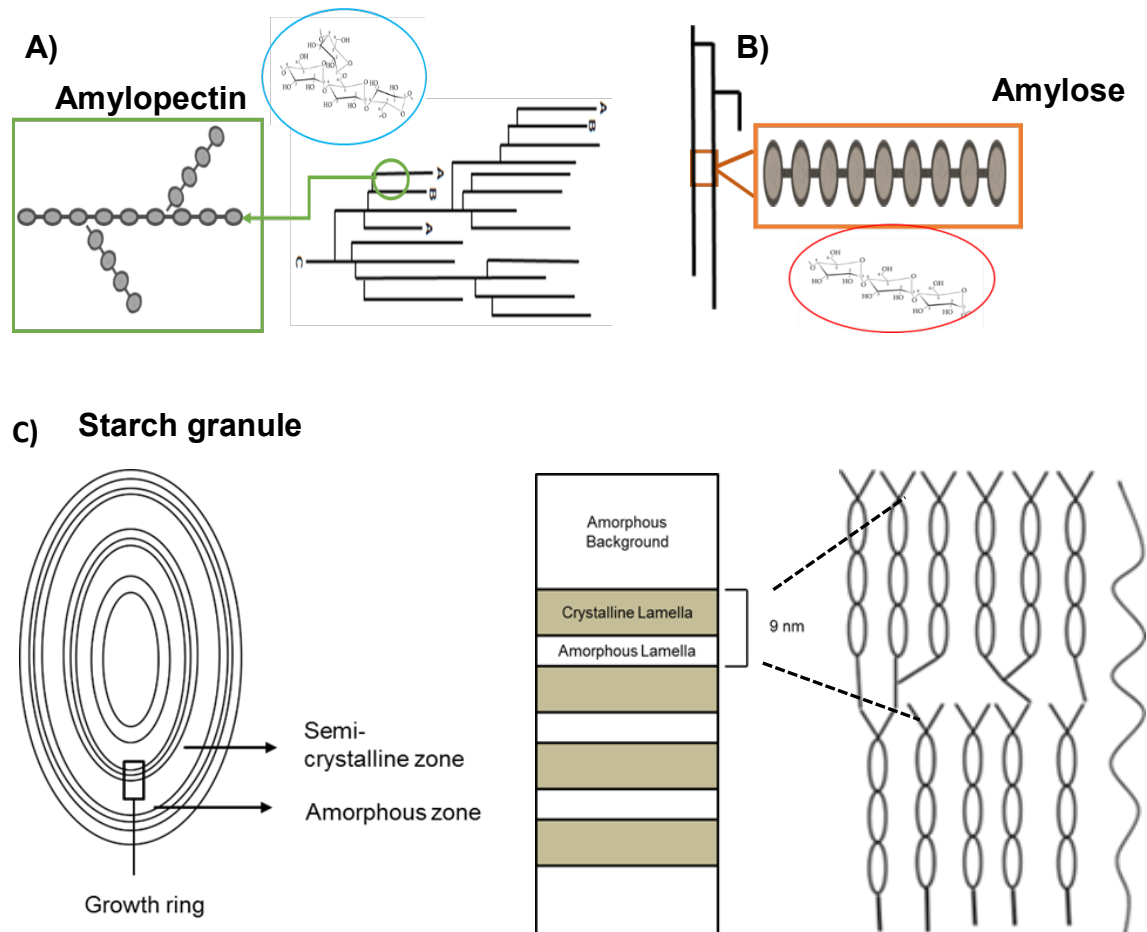 A)
Amylopectin
A
B
A
B
A
C
B)
Amylose
C)
Starch granule
Semi-
crystalline zone
Amorphous zone
Growth ring
Amorphous
Background
Crystalline Lamella
Amorphous Lamella
9 nm